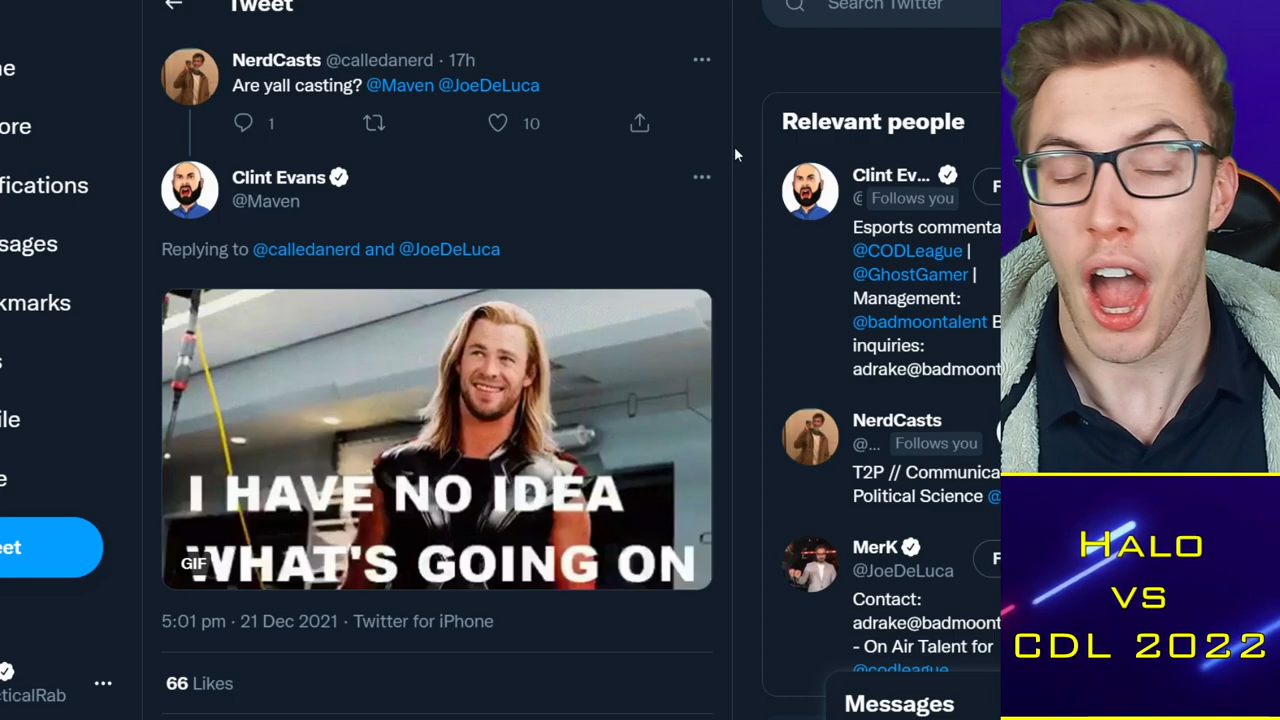 Tweet
Search Twitter
NerdCasts @calledanerd · 17h
Are yall casting? @Maven @JoeDeLuca
1
10
Clint Evans
@Maven
Replying to @calledanerd and @JoeDeLuca
I HAVE NO IDEA
WHAT'S GOING ON
GIF
5:01 pm · 21 Dec 2021 · Twitter for iPhone
66 Likes
fications
sages
kmarks
ile
eet
cticalRab
Relevant people
Clint Ev...
Follows you
Esports commenta
@CODLeague |
@GhostGamer |
Management:
@badmoontalent B
inquiries:
adrake@badmoont
NerdCasts
@... Follows you
T2P // Communica
Political Science @
MerK
@JoeDeLuca
Contact:
adrake@badmoont
- On Air Talent for
@codleague
Messages
HALO
VS
CDL 2022